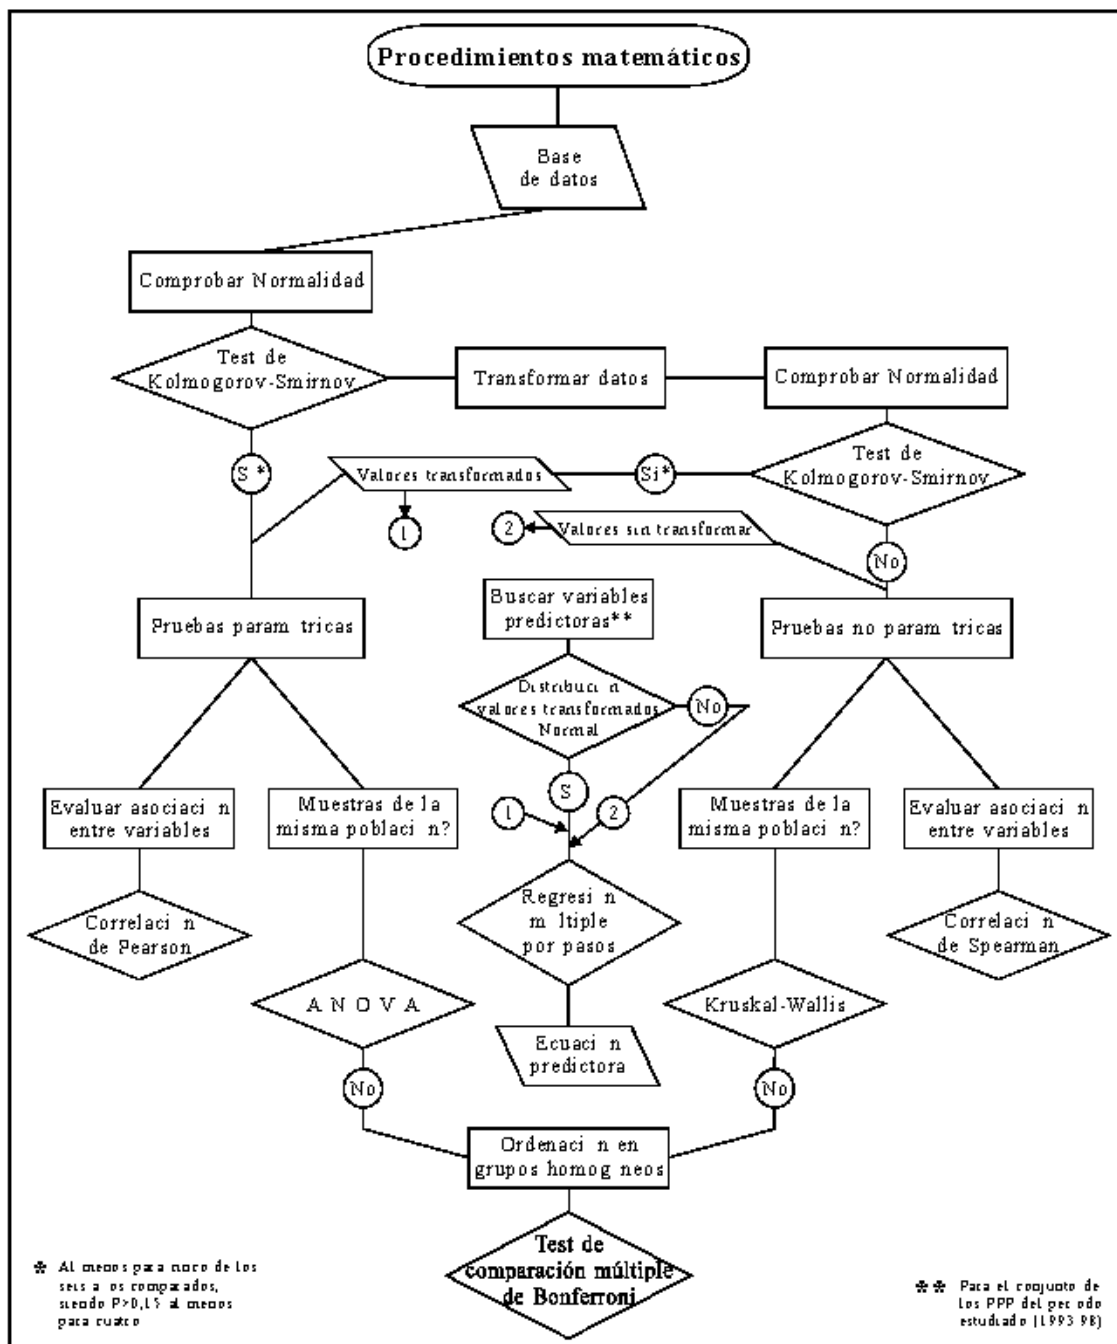 Procedimientos matemáticos
Base
de datos
Comprobar Normalidad
Test de
Kolmogorov-Smirnov
Transformar datos
Comprobar Normalidad
Test de
Kolmogorov-Smirnov
S *
Valores transformados
Si*
1
2
Valores sin transformar
No
Pruebas param tricas
Buscar variables
predictoras**
Pruebas no param tricas
Distribuci n
valores transformados
Normal
No
S
1
2
Evaluar asociaci n
entre variables
Muestras de la
misma poblaci n?
Muestras de la
misma poblaci n?
Evaluar asociaci n
entre variables
Correlaci n
de Pearson
Regresi n
m ltiple
por pasos
Correlaci n
de Spearman
A N O V A
Kruskal-Wallis
Ecuaci n
predictora
No
No
Ordenaci n en
grupos homog neos
Test de
comparación múltiple
de Bonferroni
* Al menos para cinco de los
seis a os comparados,
siendo P>0,15 al menos
para cuatro
** Para el conjunto de
los PPP del per odo
estudiado (1993 98)